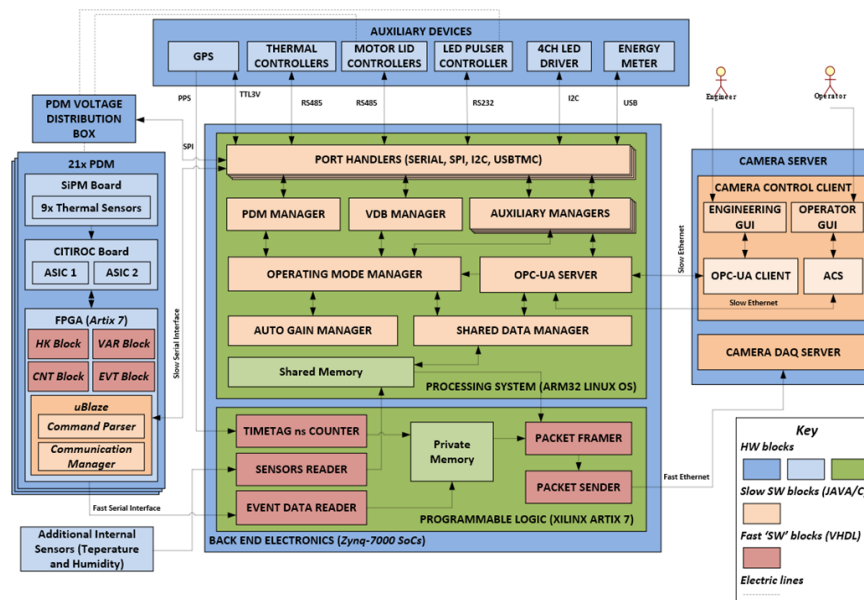 AUXILIARY DEVICES
GPS
THERMAL
CONTROLLERS
MOTOR LID
CONTROLLERS
LED PULSER
CONTROLLER
4CH LED
DRIVER
ENERGY
METER
PPS
TTL3V
RS485
RS485
RS232
I2C
USB
Engineer
Operator
PDM VOLTAGE
DISTRIBUTION
BOX
SPI
21x PDM
SiPM Board
9x Thermal Sensors
CITIROC Board
ASIC 1
ASIC 2
FPGA (Artix 7)
HK Block
VAR Block
CNT Block
EVT Block
uBlaze
Command Parser
Communication
Manager
Slow Serial Interface
Fast Serial Interface
Additional Internal
Sensors (Teperature
and Humidity)
PORT HANDLERS (SERIAL, SPI, I2C, USBTMC)
PDM MANAGER
VDB MANAGER
AUXILIARY MANAGERS
OPERATING MODE MANAGER
OPC-UA SERVER
AUTO GAIN MANAGER
SHARED DATA MANAGER
Shared Memory
PROCESSING SYSTEM (ARM32 LINUX OS)
TIMETAG ns COUNTER
SENSORS READER
EVENT DATA READER
Private
Memory
PACKET FRAMER
PACKET SENDER
PROGRAMMABLE LOGIC (XILINX ARTIX 7)
BACK END ELECTRONICS (Zynq-7000 SoCs)
Slow Ethernet
Slow Ethernet
Fast Ethernet
CAMERA SERVER
CAMERA CONTROL CLIENT
ENGINEERING
GUI
OPERATOR
GUI
OPC-UA CLIENT
ACS
CAMERA DAQ SERVER
Key
HW blocks
Slow SW blocks (JAVA/C)
Fast ‘SW’ blocks (VHDL)
Electric lines